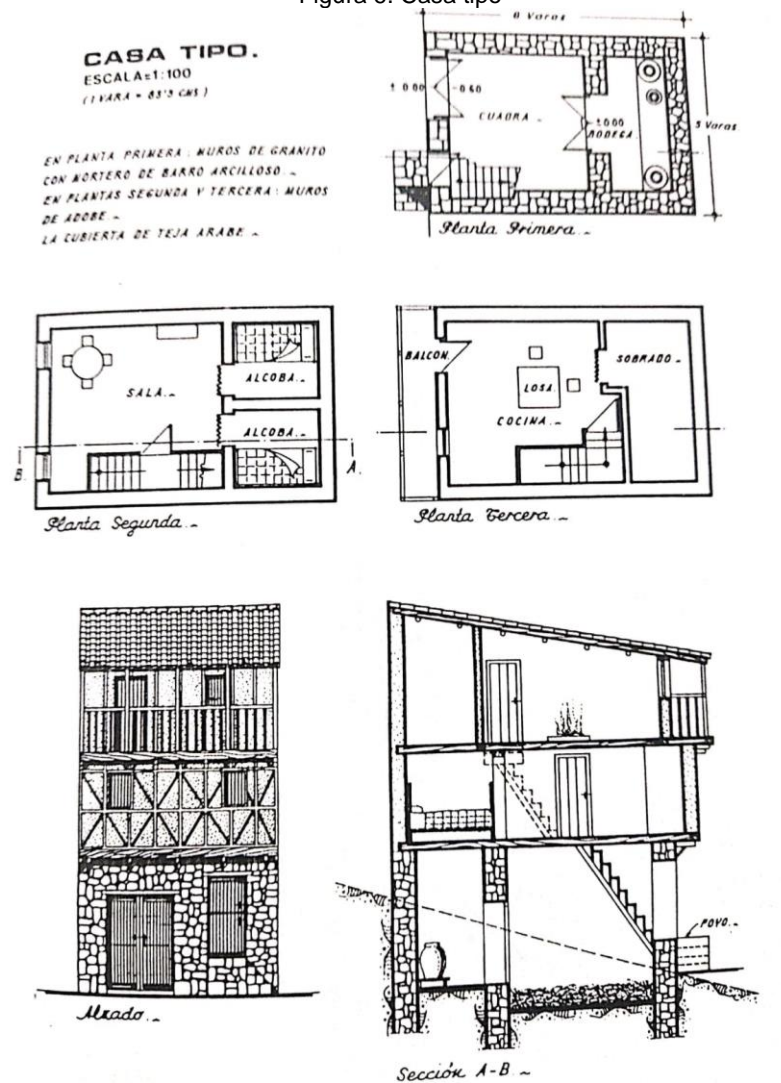 Figura 6. Casa tipo
CASA TIPO.
ESCALA=1:100
(1 VARA = 83'5 CMS)
EN PLANTA PRIMERA: MUROS DE GRANITO
CON MORTERO DE BARRO ARCILLOSO.
EN PLANTAS SEGUNDA Y TERCERA: MUROS
DE ADOBE.
LA CUBIERTA DE TEJA ARABE
8 Varas
5 Varas
± 0.00
-0.60
CUADRA
±0.00
BODEGA
Planta Primera
SALA
ALCOBA
ALCOBA
B
A
Planta Segunda
BALCON
SOBRADO
LOSA
COCINA
Planta Tercera
POYO
Alzado
Sección A-B